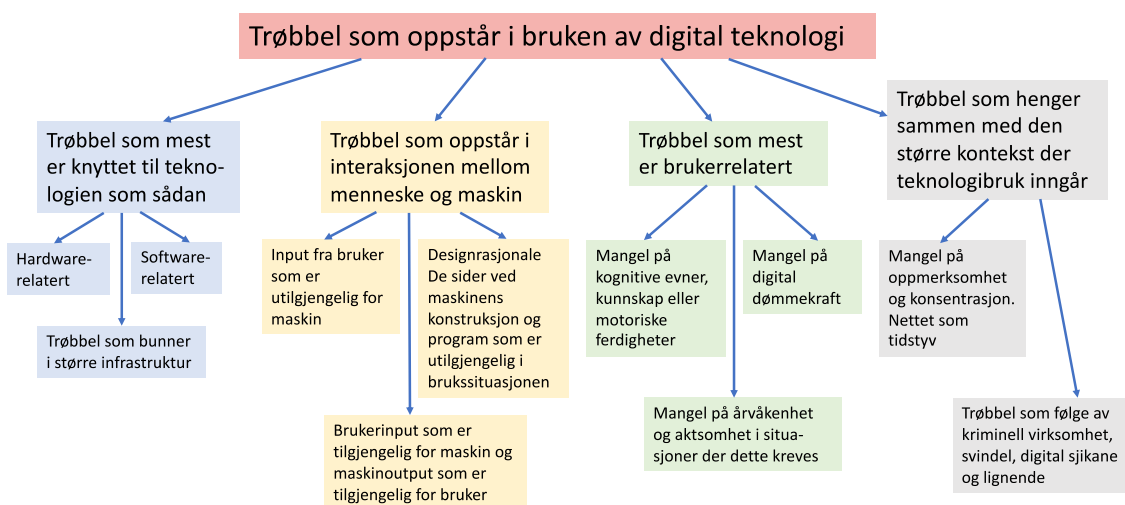 Trøbbel som oppstår i bruken av digital teknologi
Trøbbel som mest
er knyttet til tekno-
logien som sådan
Hardware-
relatert
Software-
relatert
Trøbbel som bunner
i større infrastruktur
Trøbbel som oppstår i
interaksjonen mellom
menneske og maskin
Input fra bruker
som er
utilgjengelig for
maskin
Designrasjonale
De sider ved
maskinens
konstruksjon og
program som er
utilgjengelig i
brukssituasjonen
Brukerinput som er
tilgjengelig for maskin og
maskinoutput som er
tilgjengelig for bruker
Trøbbel som mest
er brukerrelatert
Mangel på
kognitive evner,
kunnskap eller
motoriske
ferdigheter
Mangel på
digital
dømmekraft
Mangel på årvåkenhet
og aktsomhet i situa-
sjoner der dette kreves
Trøbbel som henger
sammen med den
større kontekst der
teknologibruk inngår
Mangel på
oppmerksomhet
og konsentrasjon.
Nettet som
tidstyv
Trøbbel som følge av
kriminell virksomhet,
svindel, digital sjikane
og lignende